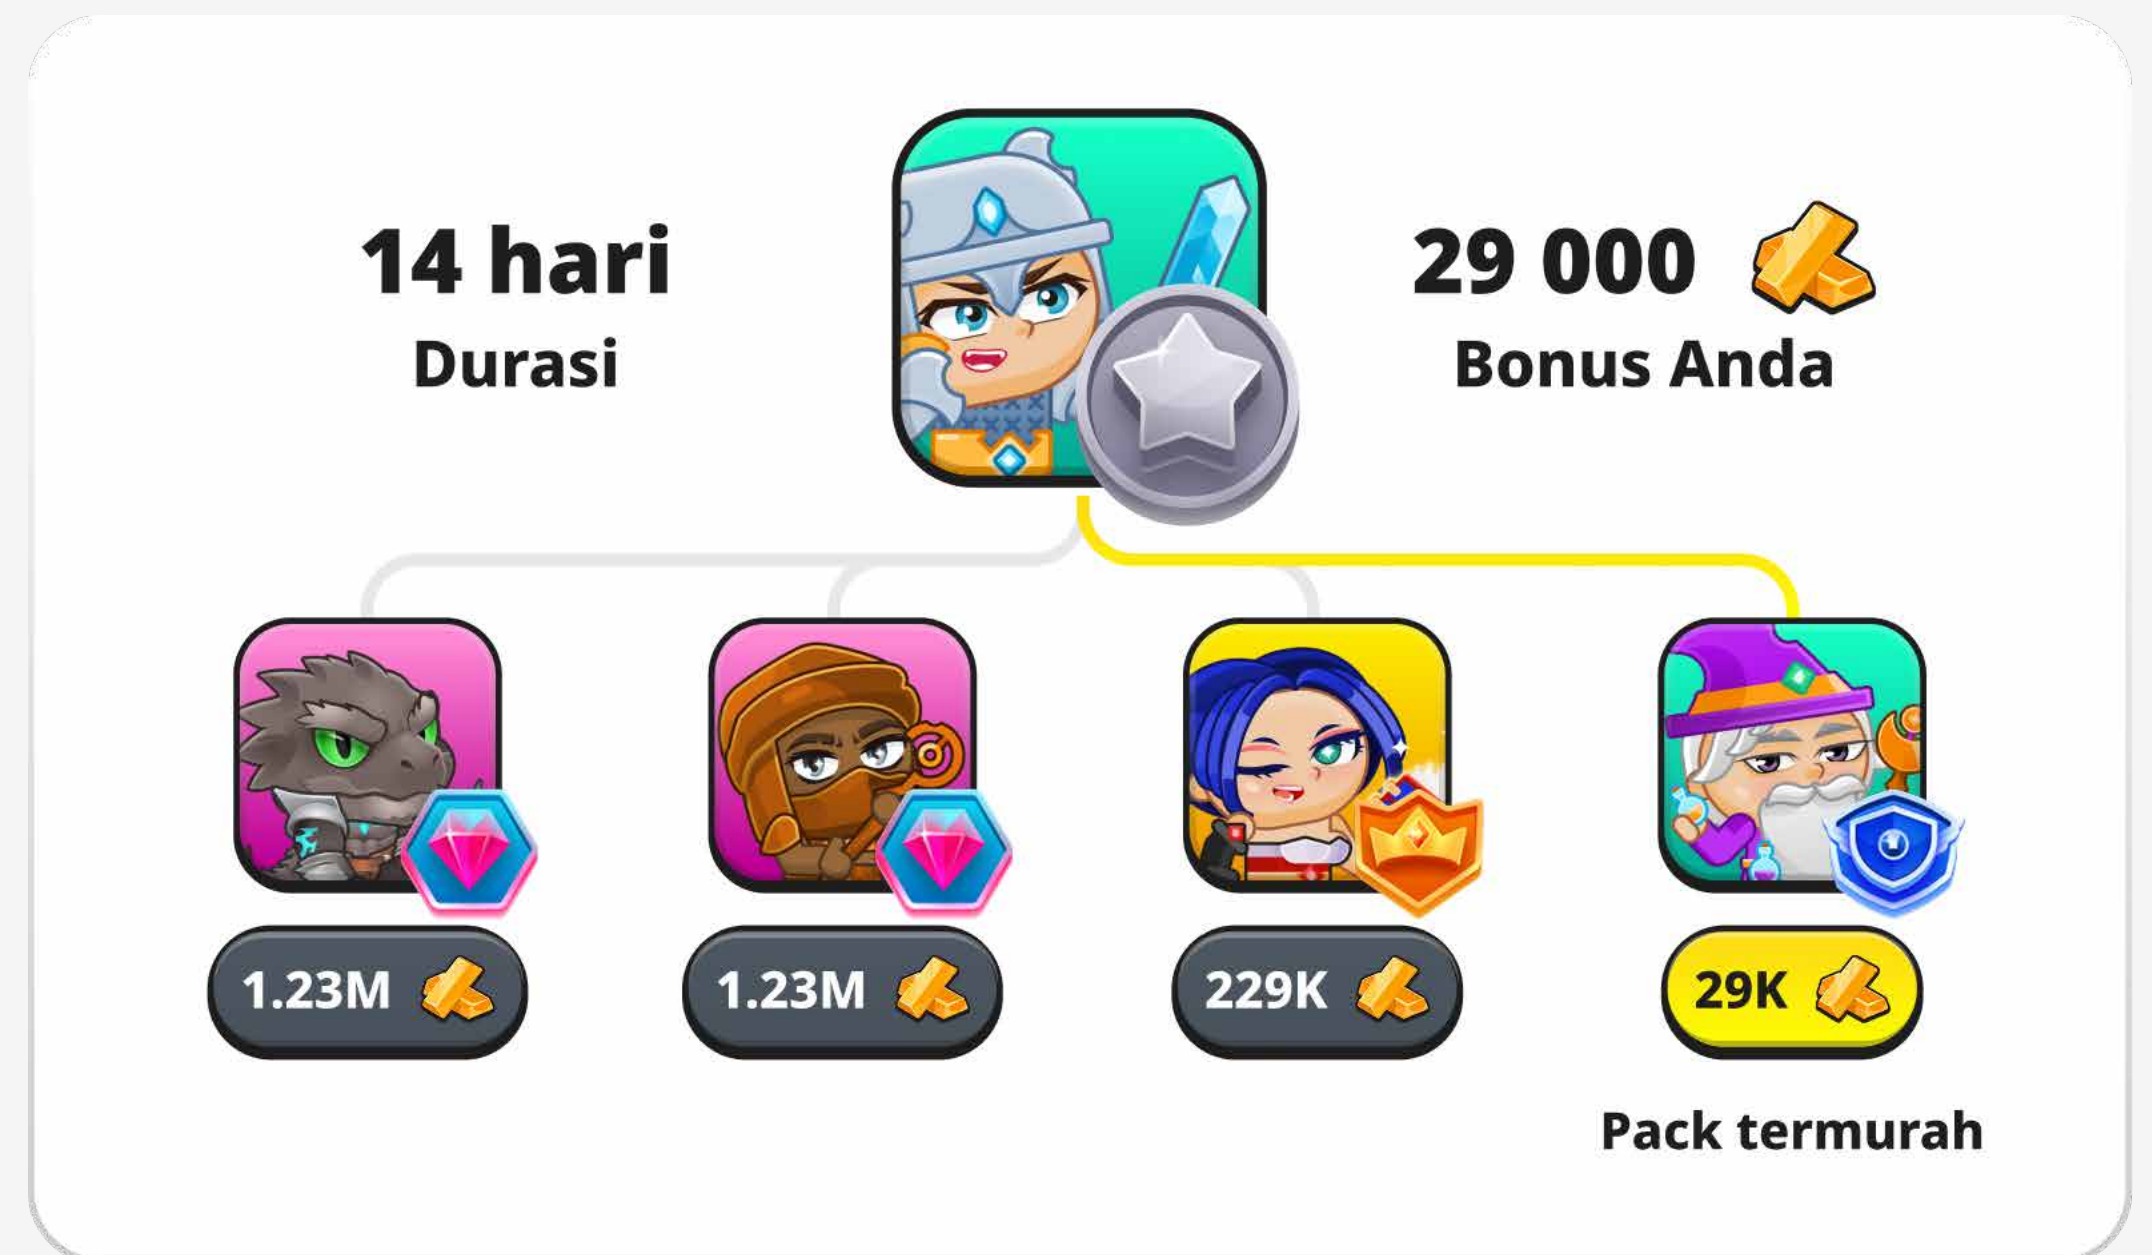 14 hari
Durasi
29 000
Bonus Anda
1.23M
1.23M
229K
29K
Pack termurah